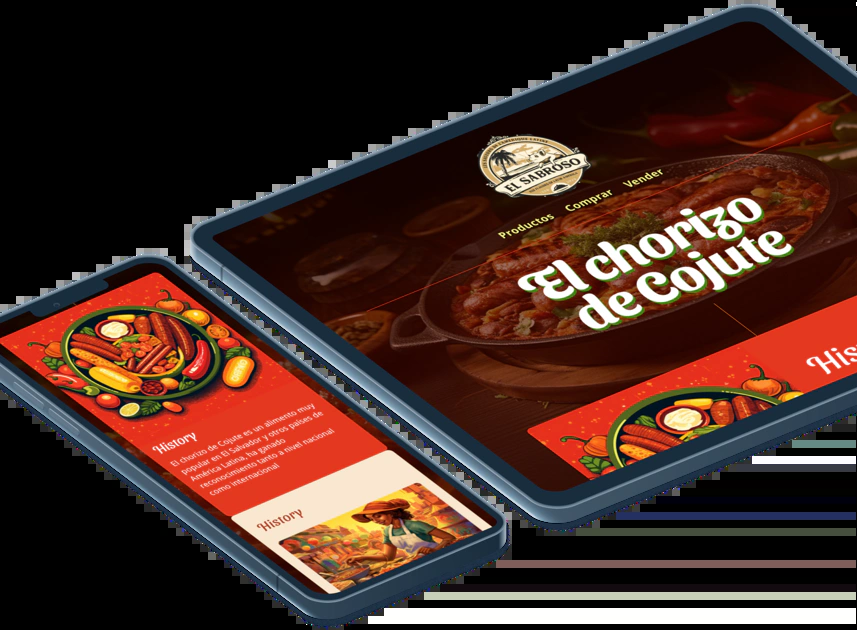 EL SABROSO
Productos Comprar Vender
El chorizo
de Cojute
His
History
El chorizo de Cojute es un alimento muy
popular en El Salvador y otros países de
América Latina, ha ganado
reconocimiento tanto a nivel nacional
como internacional
History